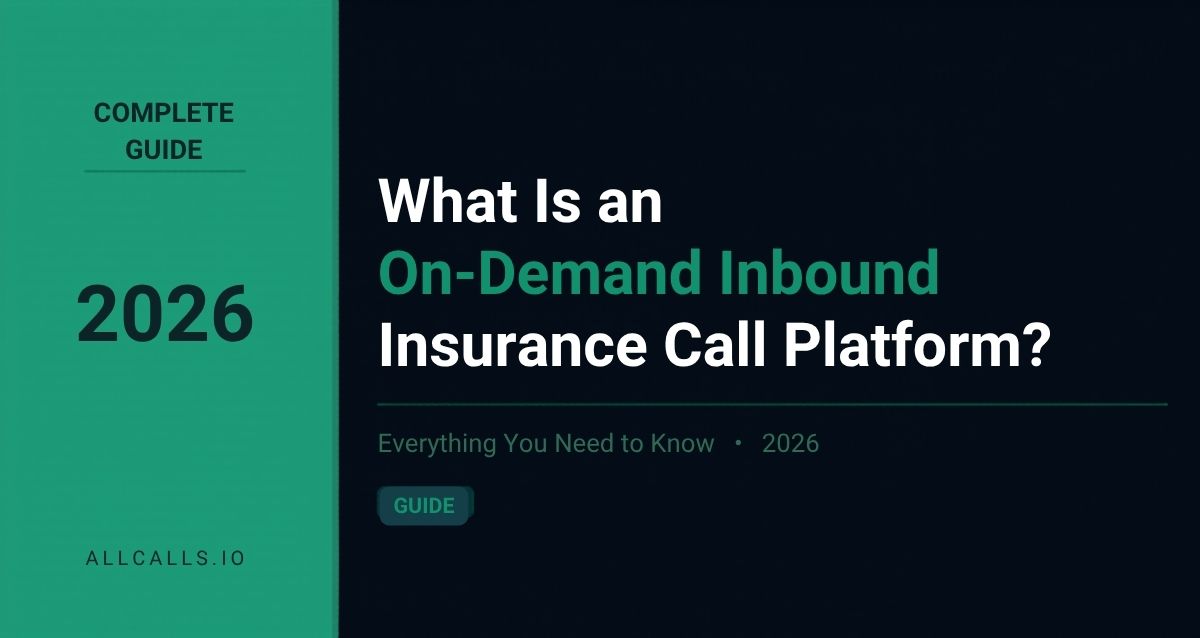 COMPLETE
GUIDE
2026
ALLCALLS.IO
What Is an
On-Demand Inbound
Insurance Call Platform?
Everything You Need to Know • 2026
GUIDE